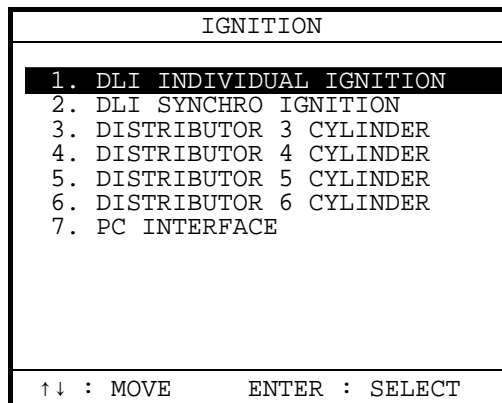 IGNITION
1. DLI INDIVIDUAL IGNITION
2. DLI SYNCHRO IGNITION
3. DISTRIBUTOR 3 CYLINDER
4. DISTRIBUTOR 4 CYLINDER
5. DISTRIBUTOR 5 CYLINDER
6. DISTRIBUTOR 6 CYLINDER
7. PC INTERFACE
↑↓ : MOVE ENTER : SELECT